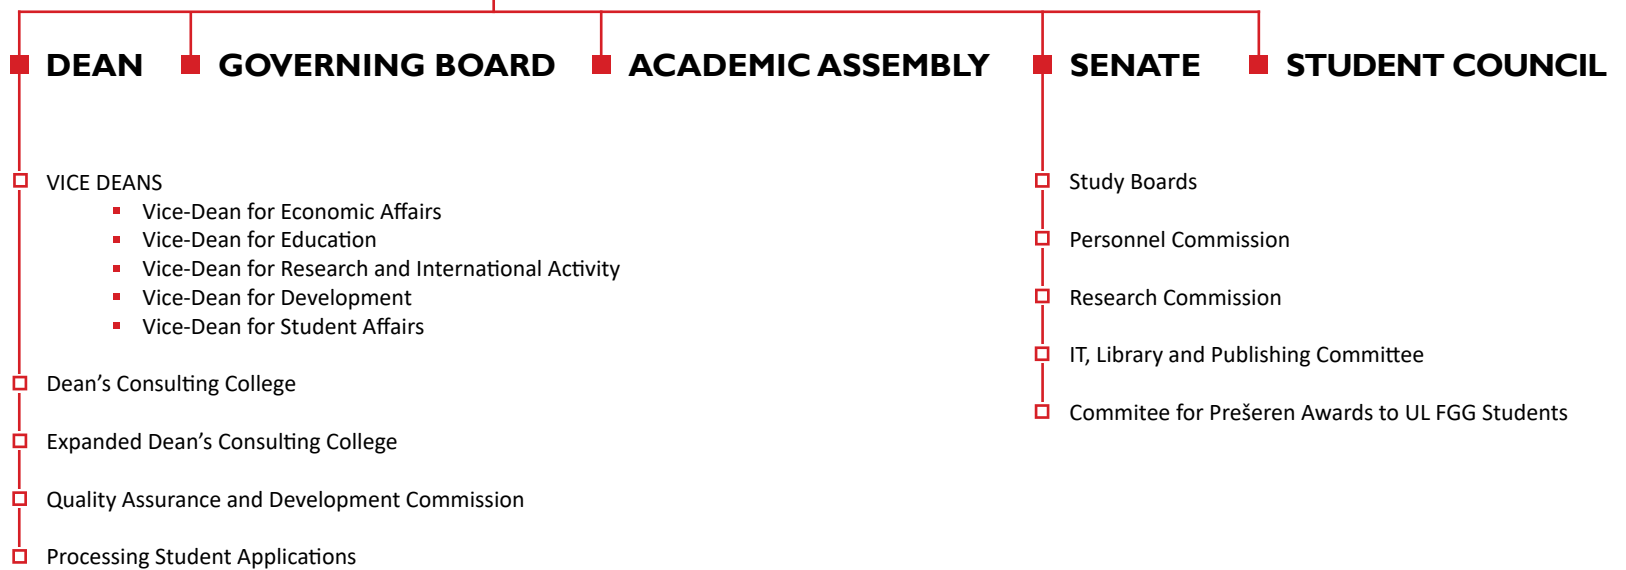 DEAN
GOVERNING BOARD
ACADEMIC ASSEMBLY
SENATE
STUDENT COUNCIL
VICE DEANS
Vice-Dean for Economic Affairs
Vice-Dean for Education
Vice-Dean for Research and International Activity
Vice-Dean for Development
Vice-Dean for Student Affairs
Dean’s Consulting College
Expanded Dean’s Consulting College
Quality Assurance and Development Commission
Processing Student Applications
Study Boards
Personnel Commission
Research Commission
IT, Library and Publishing Committee
Commitee for Prešeren Awards to UL FGG Students